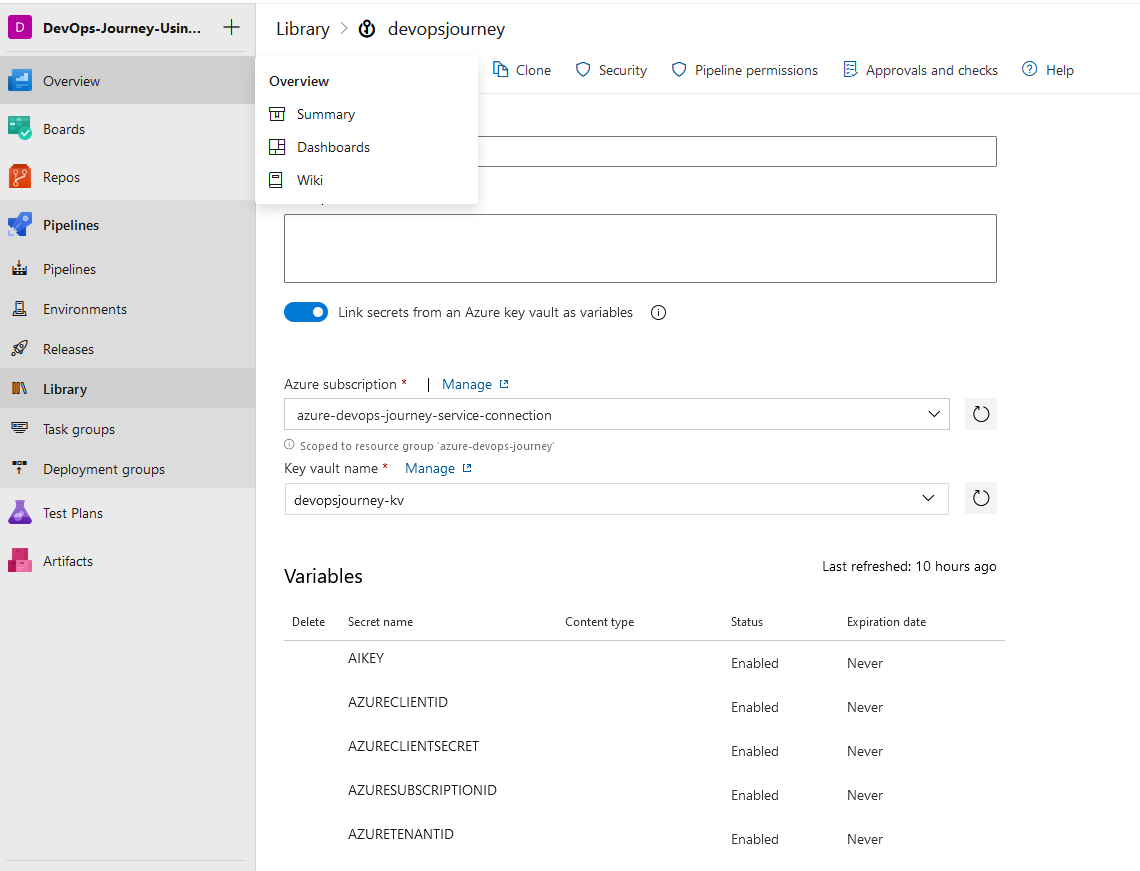 D DevOps-Journey-Usin...
Library > devopsjourney
Overview
Boards
Repos
Pipelines
Pipelines
Environments
Releases
Library
Task groups
Deployment groups
Test Plans
Artifacts
Overview
Summary
Dashboards
Wiki
Clone
Security
Pipeline permissions
Approvals and checks
Help
Link secrets from an Azure key vault as variables
Azure subscription * | Manage
azure-devops-journey-service-connection
Scoped to resource group 'azure-devops-journey'
Key vault name * Manage
devopsjourney-kv
Variables
Last refreshed: 10 hours ago
Delete Secret name Content type Status Expiration date
AIKEY Enabled Never
AZURECLIENTID Enabled Never
AZURECLIENTSECRET Enabled Never
AZURESUBSCRIPTIONID Enabled Never
AZURETENANTID Enabled Never